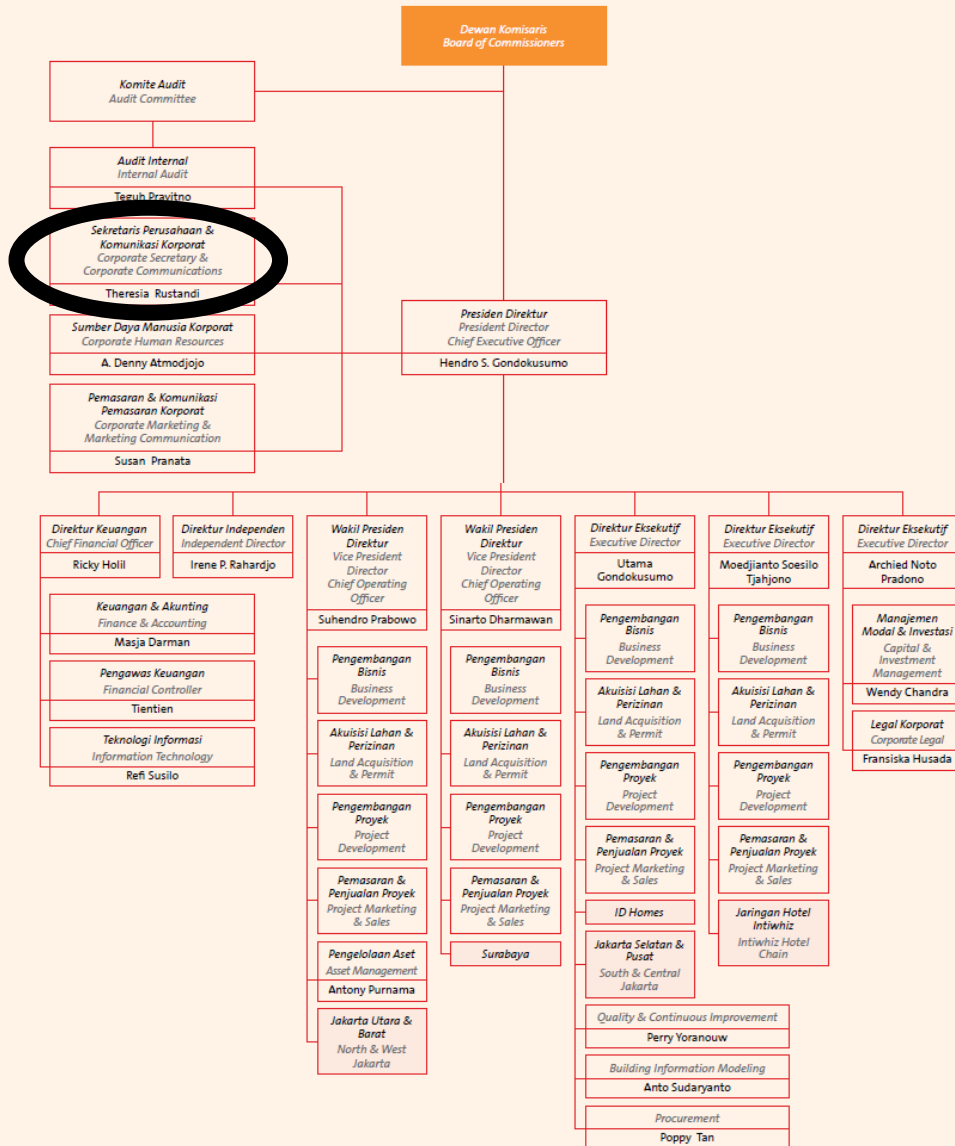 Dewan Komisaris
Board of Commissioners
Komite Audit
Audit Committee
Audit Internal
Internal Audit
Teguh Prayitno
Sekretaris Perusahaan &
Komunikasi Korporat
Corporate Secretary &
Corporate Communications
Theresia Rustandi
Sumber Daya Manusia Korporat
Corporate Human Resources
A. Denny Atmodjojo
Pemasaran & Komunikasi
Pemasaran Korporat
Corporate Marketing &
Marketing Communication
Susan Pranata
Presiden Direktur
President Director
Chief Executive Officer
Hendro S. Gondokusumo
Direktur Keuangan
Chief Financial Officer
Ricky Holil
Keuangan & Akunting
Finance & Accounting
Masja Darman
Pengawas Keuangan
Financial Controller
Tientien
Teknologi Informasi
Information Technology
Refi Susilo
Direktur Independen
Independent Director
Irene P. Rahardjo
Wakil Presiden
Direktur
Vice President
Director
Chief Operating
Officer
Suhendro Prabowo
Pengembangan
Bisnis
Business
Development
Akuisisi Lahan &
Perizinan
Land Acquisition
& Permit
Pengembangan
Proyek
Project
Development
Pemasaran &
Penjualan Proyek
Project Marketing
& Sales
Pengelolaan Aset
Asset Management
Antony Purnama
Jakarta Utara &
Barat
North & West
Jakarta
Wakil Presiden
Direktur
Vice President
Director
Chief Operating
Officer
Sinarto Dharmawan
Pengembangan
Bisnis
Business
Development
Akuisisi Lahan &
Perizinan
Land Acquisition
& Permit
Pengembangan
Proyek
Project
Development
Pemasaran &
Penjualan Proyek
Project Marketing
& Sales
Surabaya
Direktur Eksekutif
Executive Director
Utama
Gondokusumo
Pengembangan
Bisnis
Business
Development
Akuisisi Lahan &
Perizinan
Land Acquisition
& Permit
Pengembangan
Proyek
Project
Development
Pemasaran &
Penjualan Proyek
Project Marketing
& Sales
ID Homes
Jakarta Selatan &
Pusat
South & Central
Jakarta
Quality & Continuous Improvement
Perry Yoranouw
Building Information Modeling
Anto Sudaryanto
Procurement
Poppy Tan
Direktur Eksekutif
Executive Director
Moedjianto Soesilo
Tjahjono
Pengembangan
Bisnis
Business
Development
Akuisisi Lahan &
Perizinan
Land Acquisition
& Permit
Pengembangan
Proyek
Project
Development
Pemasaran &
Penjualan Proyek
Project Marketing
& Sales
Jaringan Hotel
Intiwhiz
Intiwhiz Hotel
Chain
Direktur Eksekutif
Executive Director
Archied Noto
Pradono
Manajemen
Modal & Investasi
Capital &
Investment
Management
Wendy Chandra
Legal Korporat
Corporate Legal
Fransiska Husada